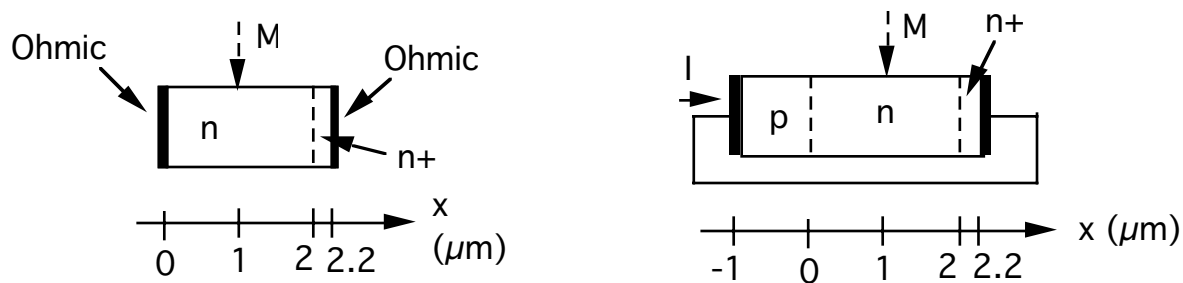 Ohmic
M
Ohmic
n
n+
x
(µm)
0 1 2 2.2
M
n+
I
p n
x (µm)
-1 0 1 2 2.2